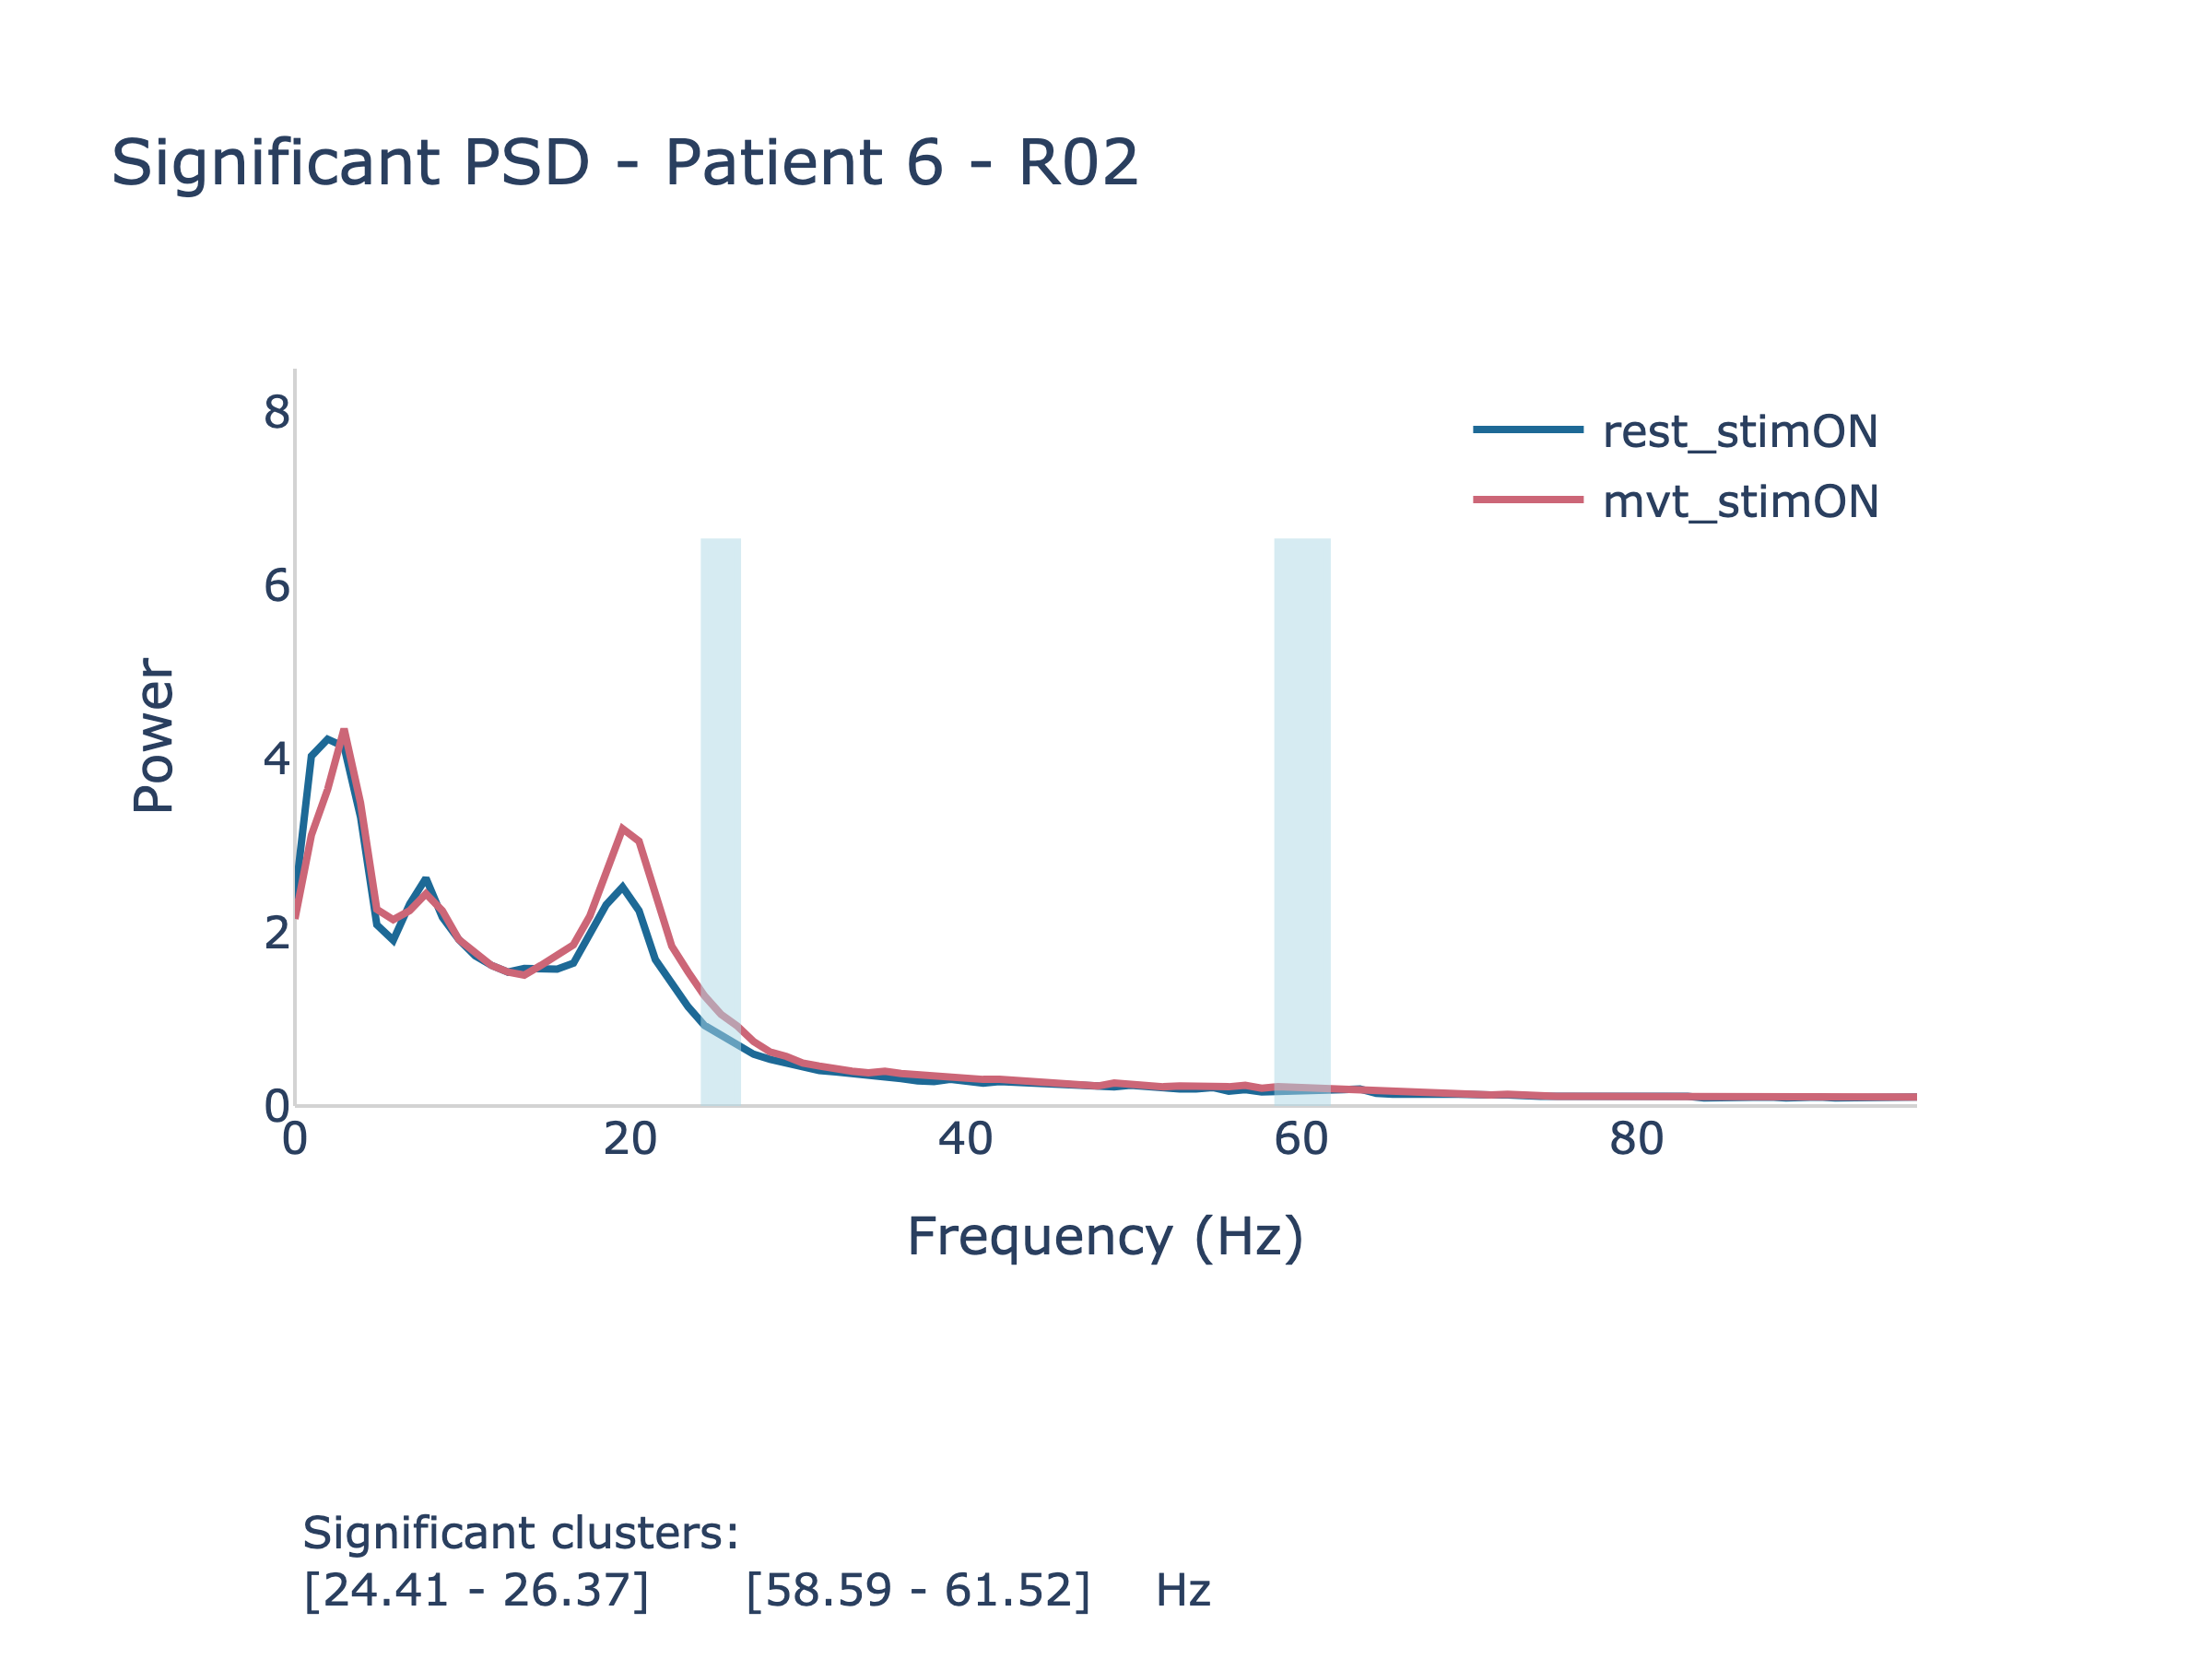 Significant PSD - Patient 6 - R02
8
6
4
2
0
Power
rest_stimON
mvt_stimON
0 20 40 60 80
Frequency (Hz)
Significant clusters:
[24.41 - 26.37] [58.59 - 61.52] Hz